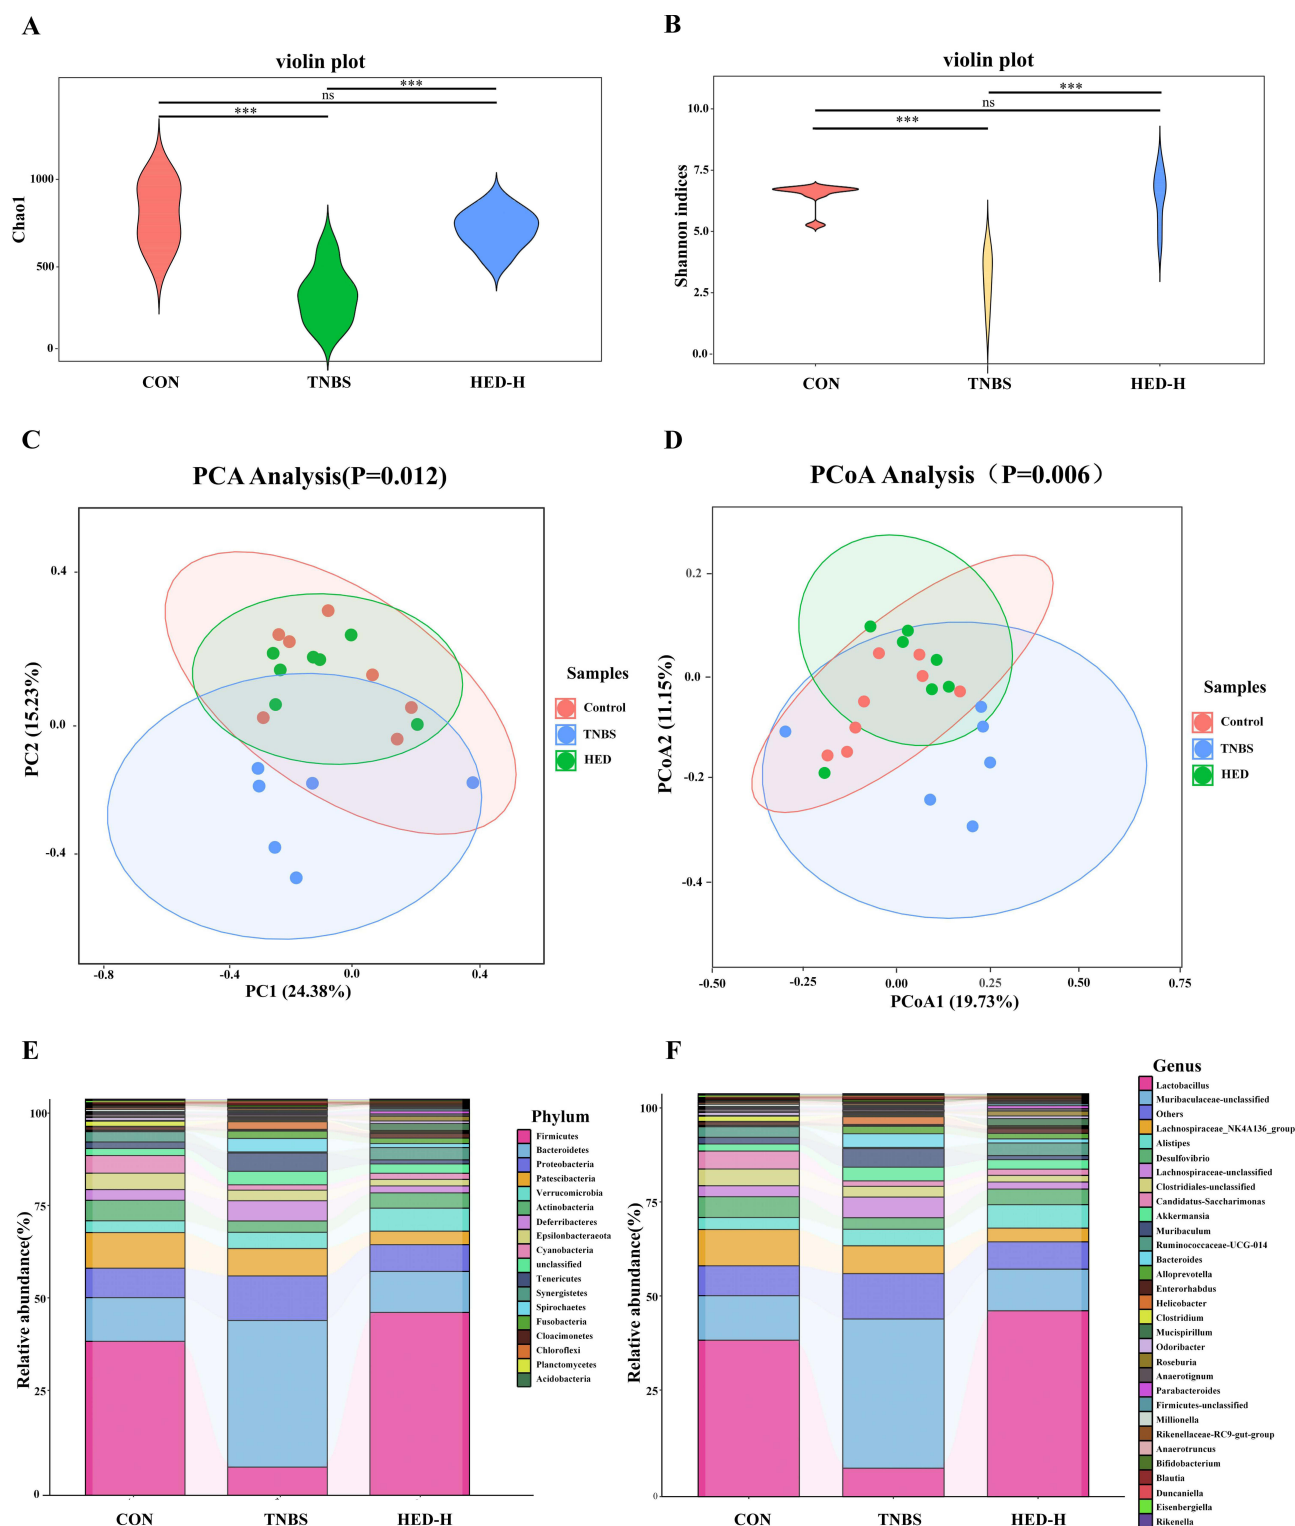 A
violin plot
***
ns
***
Chao1
1000
500
0
CON
TNBS
HED-H
B
violin plot
***
ns
***
Shannon indices
10.0
7.5
5.0
2.5
0.0
CON
TNBS
HED-H
C
PCA Analysis(P=0.012)
PC2 (15.23%)
0.4
0.0
-0.4
-0.8
-0.4
0.0
0.4
PC1 (24.38%)
Samples
Control
TNBS
HED
D
PCoA Analysis（P=0.006）
PCoA2 (11.15%)
0.2
0.0
-0.2
-0.4
-0.50
-0.25
0.00
0.25
0.50
0.75
PCoA1 (19.73%)
Samples
Control
TNBS
HED
E
Relative abundance(%)
100
75
50
25
0
CON
TNBS
HED-H
Phylum
Firmicutes
Bacteroidetes
Proteobacteria
Patescibacteria
Verrucomicrobia
Actinobacteria
Deferribacteres
Epsilonbacteraeota
Cyanobacteria
unclassified
Tenericutes
Synergistetes
Spirochaetes
Fusobacteria
Cloacimonetes
Chloroflexi
Planctomycetes
Acidobacteria
F
Relative abundance(%)
100
75
50
25
0
CON
TNBS
HED-H
Genus
Lactobacillus
Muribaculaceae-unclassified
Others
Lachnospiraceae_NK4A136_group
Alistipes
Desulfovibrio
Lachnospiraceae-unclassified
Clostridiales-unclassified
Candidatus-Saccharimonas
Akkermansia
Muribaculum
Ruminococcaceae-UCG-014
Bacteroides
Alloprevotella
Enterorhabdus
Helicobacter
Clostridium
Mucispirillum
Odoribacter
Roseburia
Anaerotignum
Parabacteroides
Firmicutes-unclassified
Millionella
Rikenellaceae-RC9-gut-group
Anaerotruncus
Bifidobacterium
Blautia
Duncaniella
Eisenbergiella
Rikenella